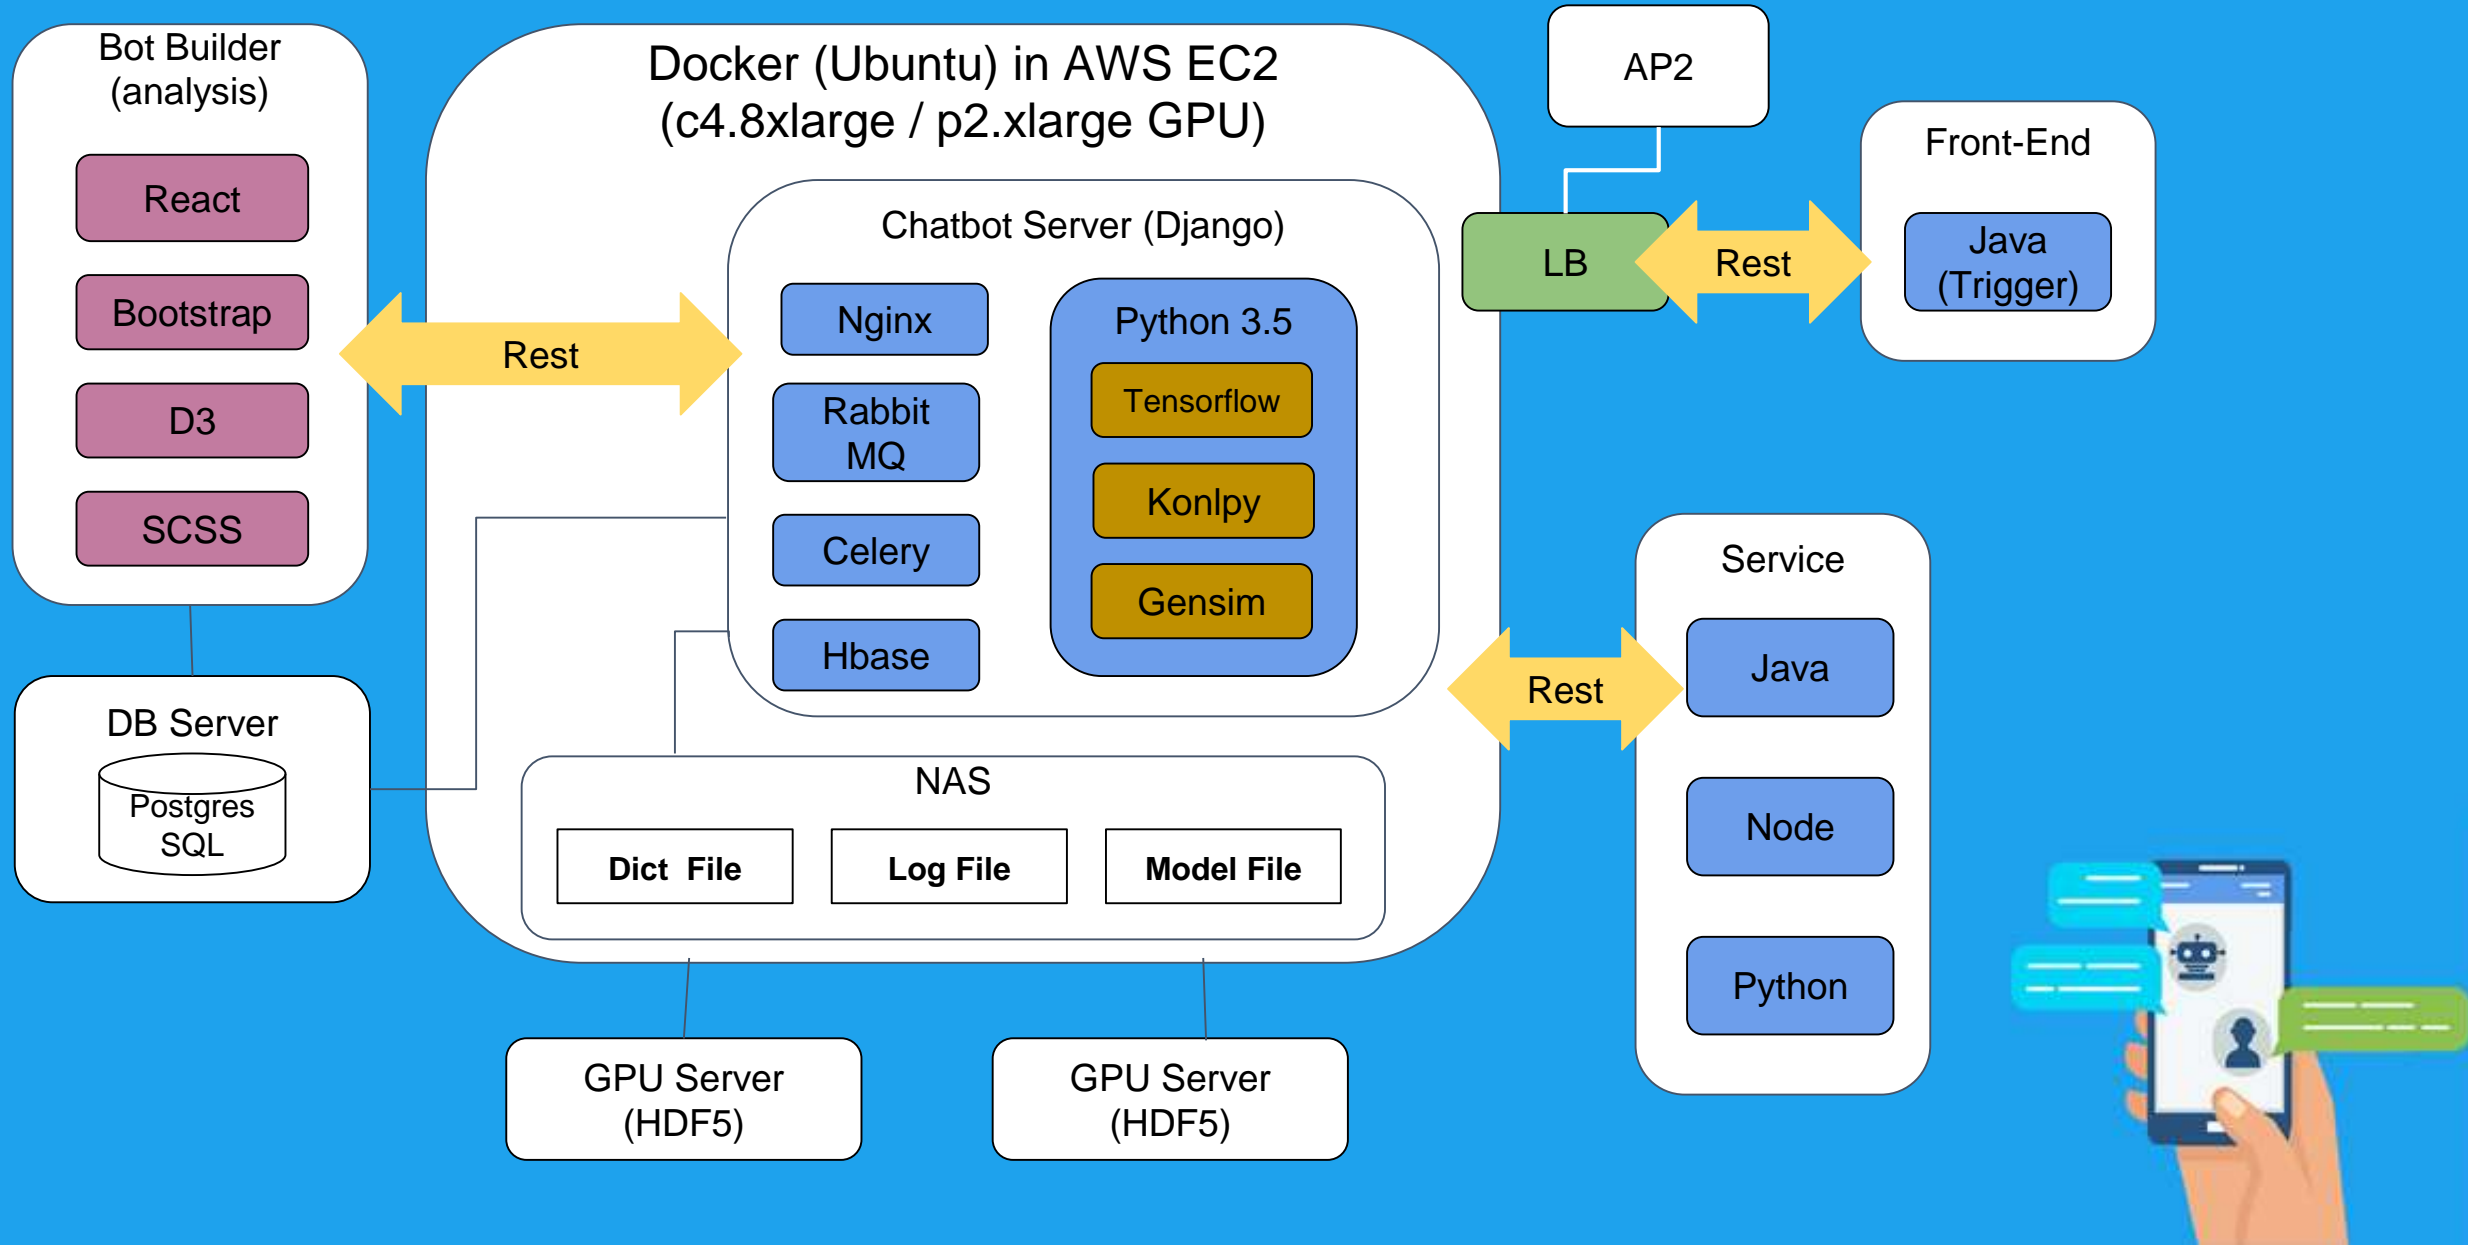 Bot Builder
(analysis)
React
Bootstrap
D3
SCSS
DB Server
Postgres
SQL
Rest
Docker (Ubuntu) in AWS EC2
(c4.8xlarge / p2.xlarge GPU)
Chatbot Server (Django)
Nginx
Rabbit
MQ
Celery
Hbase
Python 3.5
Tensorflow
Konlpy
Gensim
NAS
Dict  File
Log File
Model File
GPU Server
(HDF5)
GPU Server
(HDF5)
AP2
LB
Rest
Front-End
Java
(Trigger)
Rest
Service
Java
Node
Python